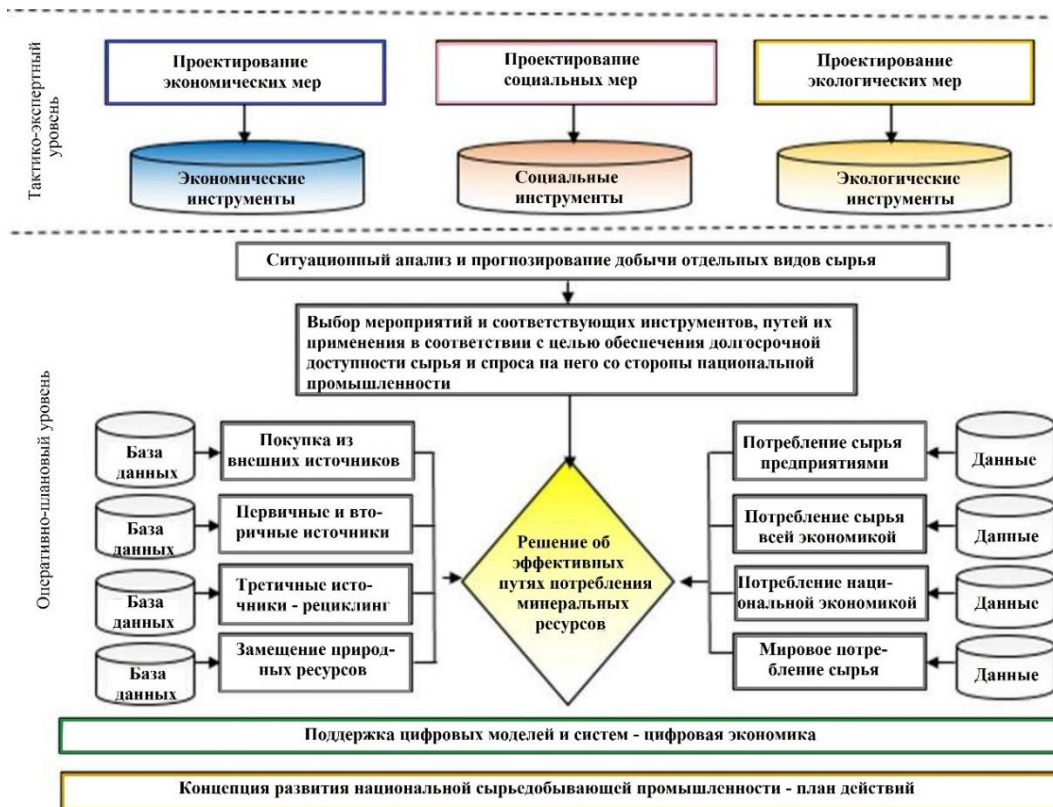 Тактико-экспертный
уровень
Проектирование
экономических мер
Проектирование
социальных мер
Проектирование
экологических мер
Экономические
инструменты
Социальные
инструменты
Экологические
инструменты
Оперативно-плановый уровень
Ситуационный анализ и прогнозирование добычи отдельных видов сырья
Выбор мероприятий и соответствующих инструментов, путей их
применения в соответствии с целью обеспечения долгосрочной
доступности сырья и спроса на него со стороны национальной
промышленности
База
данных
Покупка из
внешних источников
База
данных
Первичные и вто-
ричные источники
База
данных
Третичные исто-
чники - рециклинг
База
данных
Замещение природ-
ных ресурсов
Решение об
эффективных
путях потребления
минеральных
ресурсов
Потребление сырья
предприятиями
Данные
Потребление сырья
всей экономикой
Данные
Потребление наци-
ональной экономикой
Данные
Мировое потре-
бление сырья
Данные
Поддержка цифровых моделей и систем - цифровая экономика
Концепция развития национальной сырьедобывающей промышленности - план действий